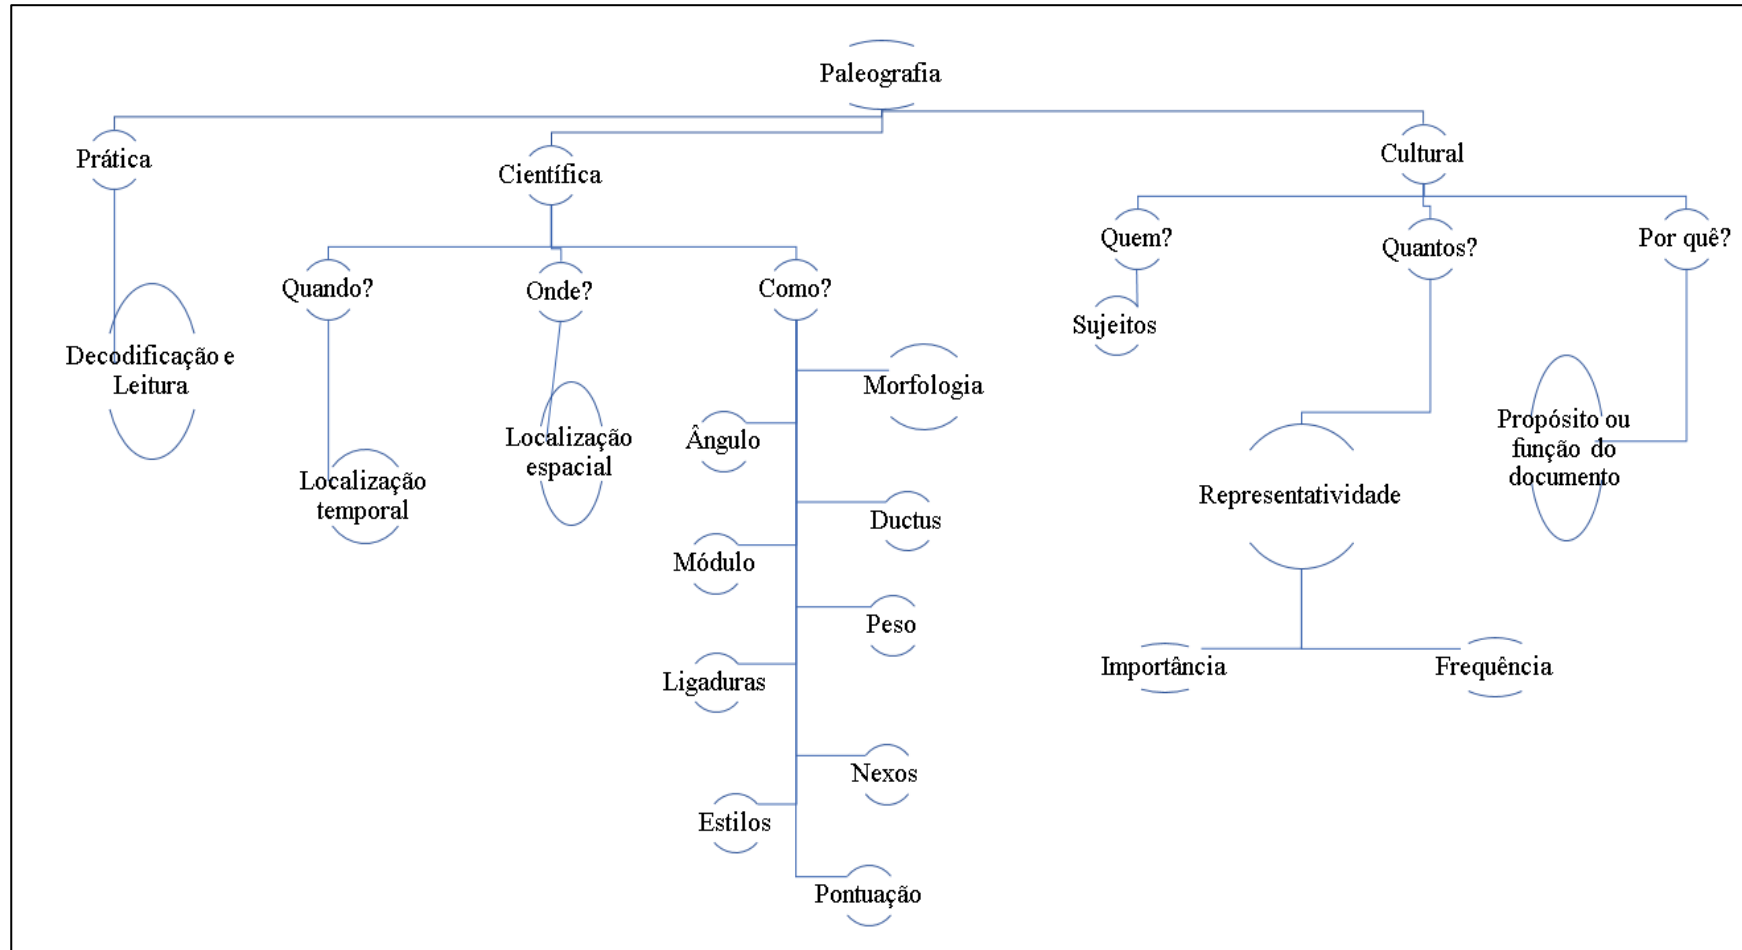 Paleografia
Prática
Científica
Cultural
Quando?
Onde?
Como?
Quem?
Quantos?
Por quê?
Decodificação e
Leitura
Localização
temporal
Localização
espacial
Morfologia
Ângulo
Ductus
Módulo
Peso
Ligaduras
Nexos
Estilos
Pontuação
Sujeitos
Representatividade
Importância
Frequência
Propósito ou
função do
documento